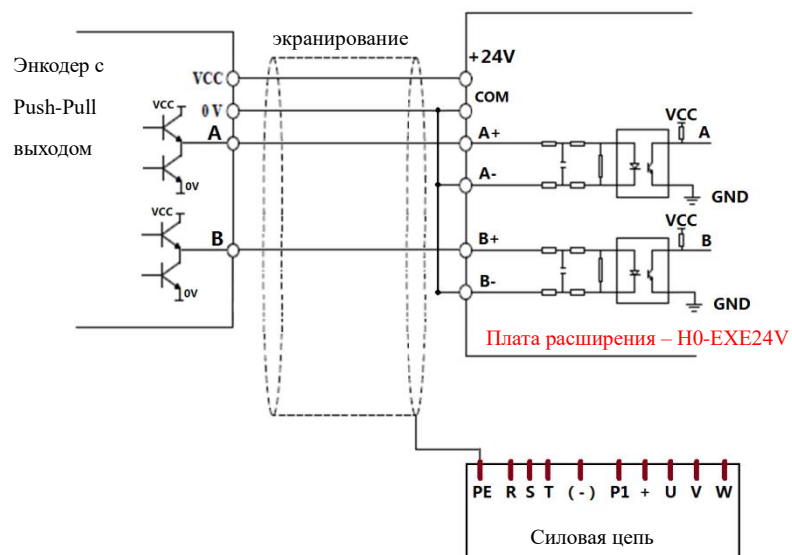 экранирование
Энкодер с
Push-Pull
выходом
VCC
0 V
A
B
VCC
0V
VCC
0V
+24V
COM
A+
A-
B+
B-
VCC
A
GND
VCC
B
GND
Плата расширения – H0-EXE24V
PE R S T (-) P1 + U V W
Силовая цепь